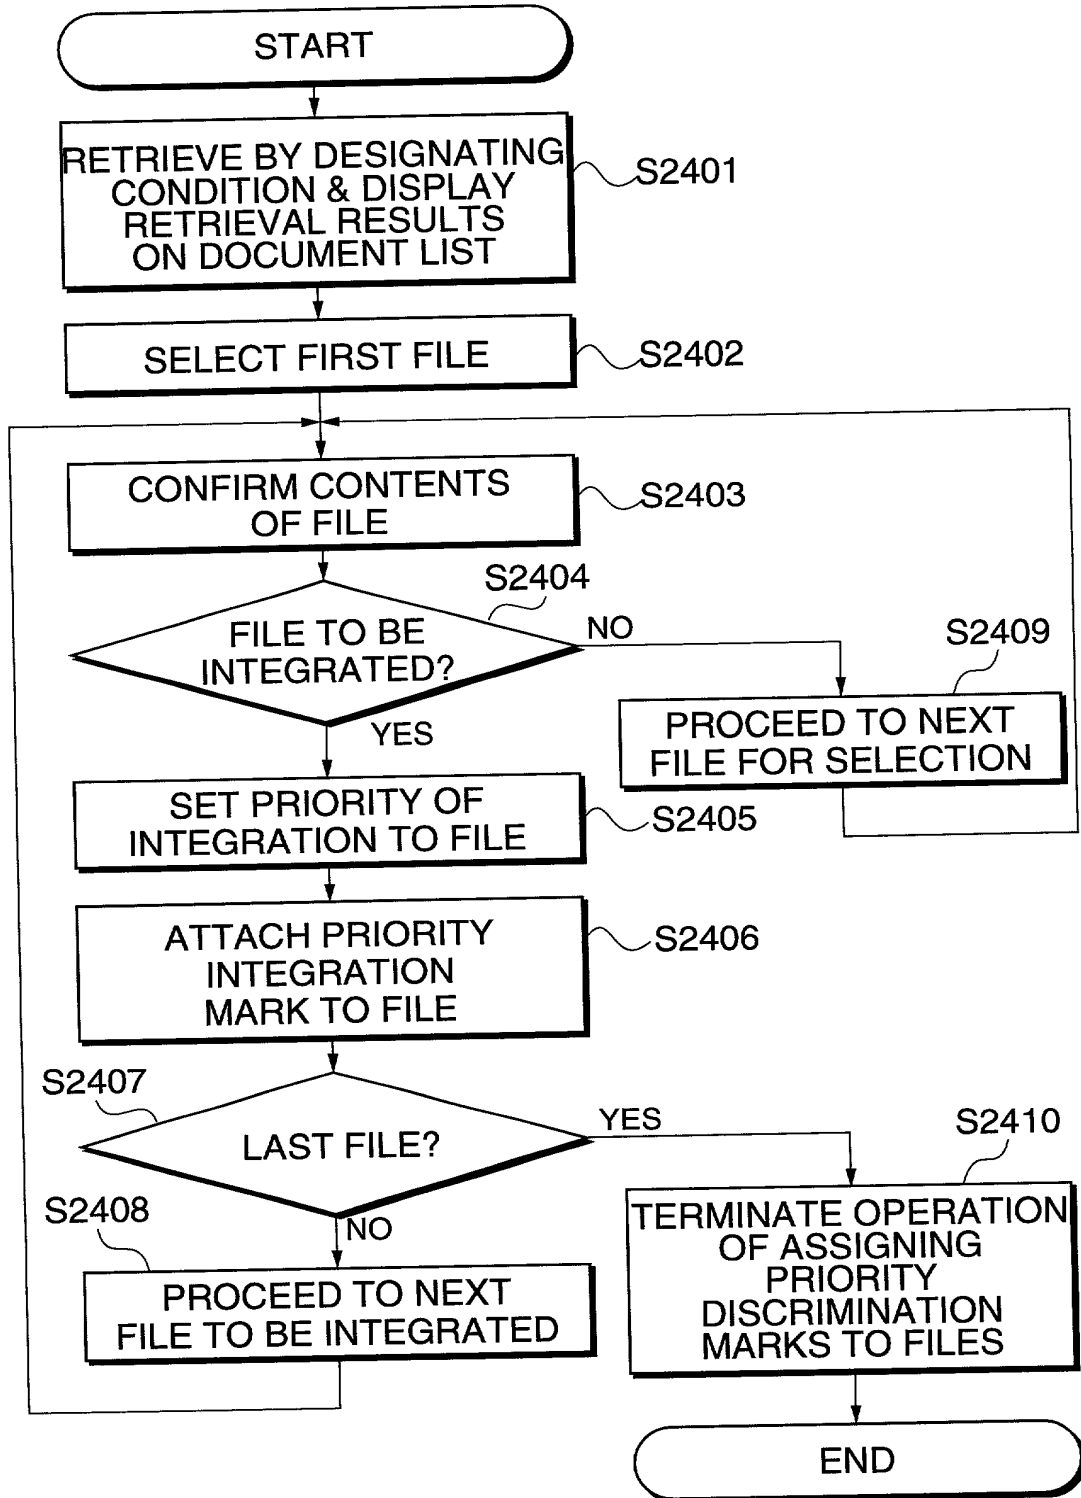 START
RETRIEVE BY DESIGNATING
CONDITION & DISPLAY
RETRIEVAL RESULTS
ON DOCUMENT LIST
S2401
SELECT FIRST FILE
S2402
CONFIRM CONTENTS
OF FILE
S2403
S2404
FILE TO BE
INTEGRATED?
NO
YES
S2409
PROCEED TO NEXT
FILE FOR SELECTION
SET PRIORITY OF
INTEGRATION TO FILE
S2405
ATTACH PRIORITY
INTEGRATION
MARK TO FILE
S2406
S2407
LAST FILE?
YES
NO
S2410
TERMINATE OPERATION
OF ASSIGNING
PRIORITY
DISCRIMINATION
MARKS TO FILES
S2408
PROCEED TO NEXT
FILE TO BE INTEGRATED
END